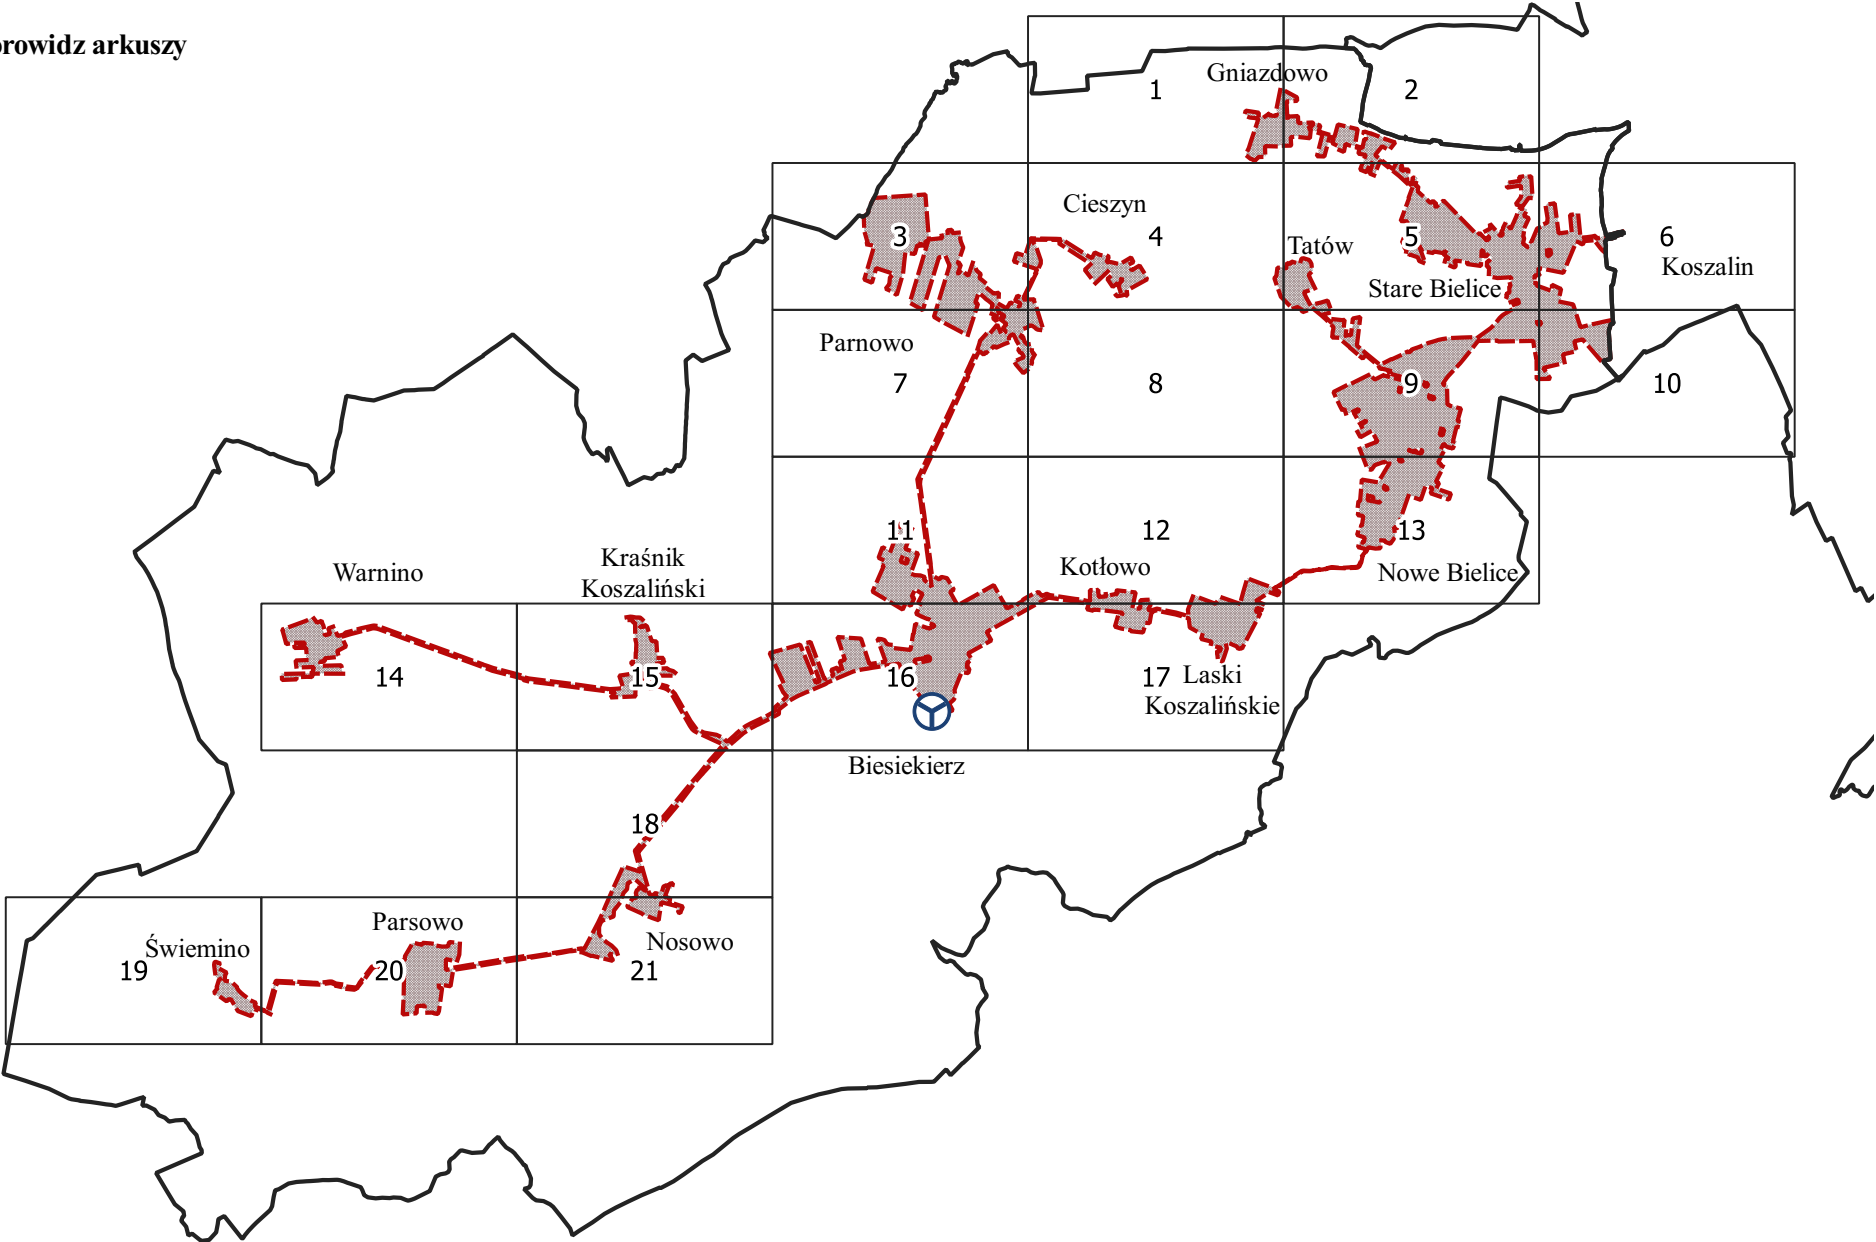 arkuszy
Gniazdowo
1
2
Cieszyn
3
4
Tatów
5
6
Koszalin
Stare Bielice
Parnowo
7
8
9
10
11
12
13
Kotłowo
Nowe Bielice
Warnino
Kraśnik
Koszaliński
14
15
16
17
Laski
Koszalińskie
Biesiekierz
18
Parsowo
Świemino
Nosowo
19
20
21